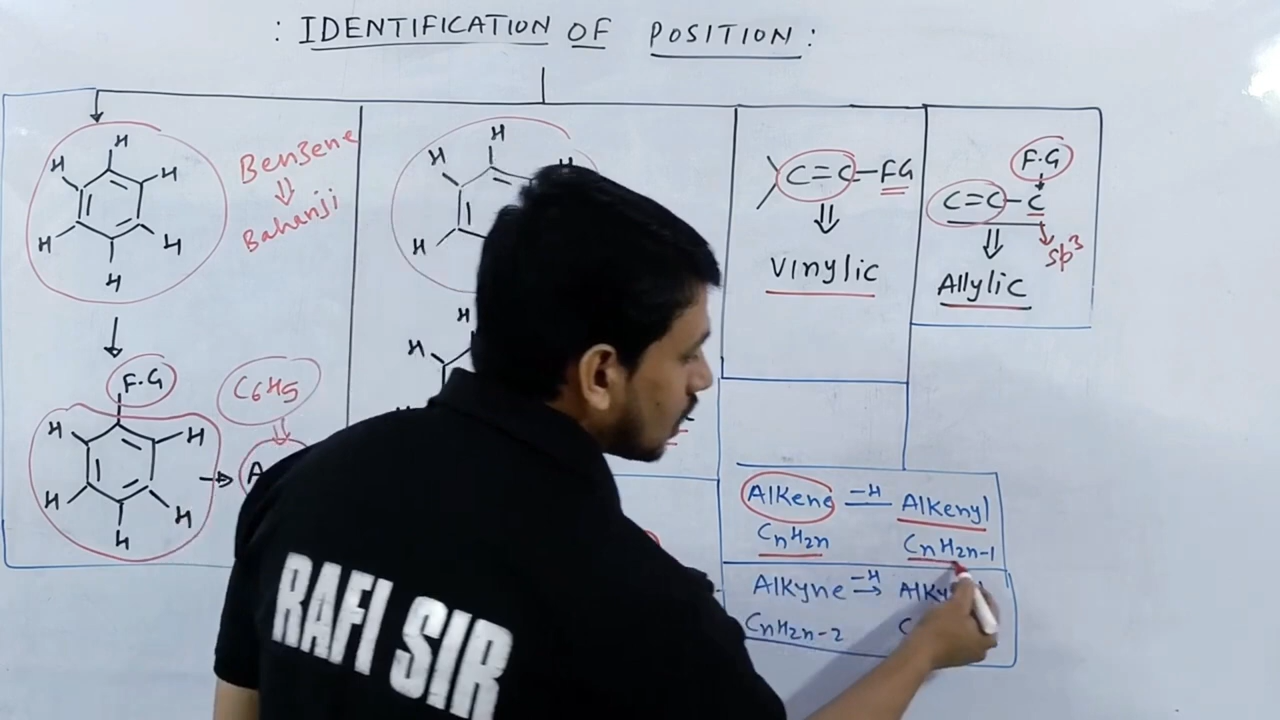 : IDENTIFICATION OF POSITION :
H
H
H
H
H
H
Benzene
⇓
Bahanji
F.G
H
H
H
H
H
C6H5
⇓
A
H
H
H
H
H
H
C=C-FG
⇓
Vinylic
F.G
C=C-C
sp³
⇓
Allylic
Alkene -H Alkenyl
CnH2n CnH2n-1
Alkyne -H →
CnH2n-2 C
RAFI SIR